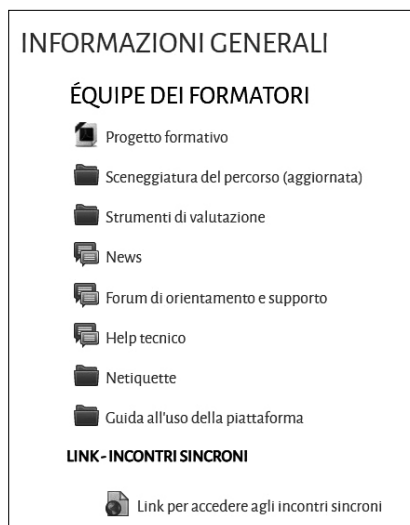 INFORMAZIONI GENERALI
ÉQUIPE DEI FORMATORI
Progetto formativo
Sceneggiatura del percorso (aggiornata)
Strumenti di valutazione
News
Forum di orientamento e supporto
Help tecnico
Netiquette
Guida all'uso della piattaforma
LINK - INCONTRI SINCRONI
Link per accedere agli incontri sincroni